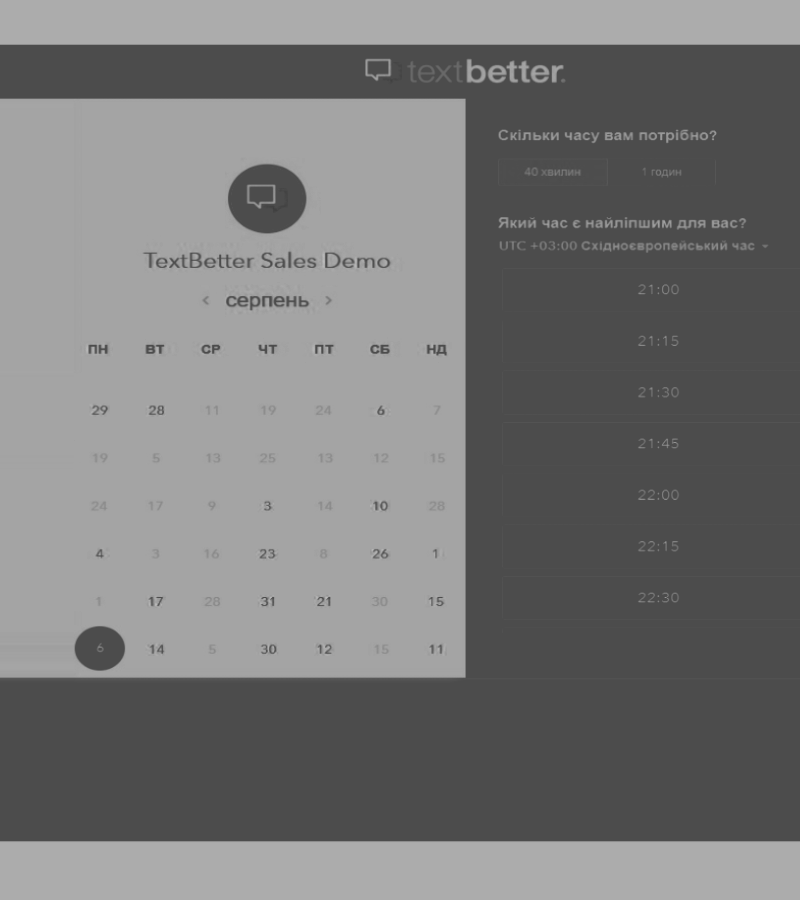 textbetter.
TextBetter Sales Demo
< серпень >
ПН ВТ СР ЧТ ПТ СБ НД
29 28 11 19 24 6 7
19 5 13 25 13 12 15
24 17 9 3 14 10 28
4 3 16 23 8 26 1
1 17 28 31 21 30 15
6 14 5 30 12 15 11
Скільки часу вам потрібно?
40 хвилин 1 годин
Який час є найліпшим для вас?
UTC +03:00 Східноєвропейський час
21:00
21:15
21:30
21:45
22:00
22:15
22:30